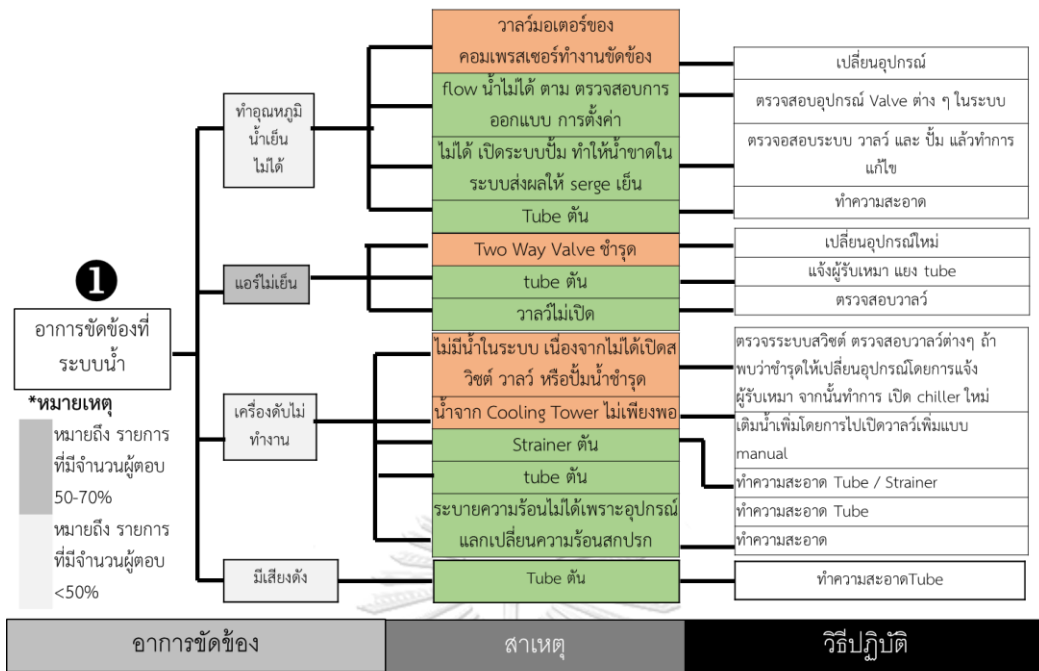 ❶
อาการขัดข้องที่
ระบบน้ำ
*หมายเหตุ
หมายถึง รายการ
ที่มีจำนวนผู้ตอบ
50-70%
หมายถึง รายการ
ที่มีจำนวนผู้ตอบ
<50%
ทำอุณหภูมิ
น้ำเย็น
ไม่ได้
แอร์ไม่เย็น
เครื่องดับไม่
ทำงาน
มีเสียงดัง
วาลว์มอเตอร์ของ
คอมเพรสเซอร์ทำงานขัดข้อง
flow น้ำไม่ได้ ตาม ตรวจสอบการ
ออกแบบ การตั้งค่า
ไม่ได้ เปิดระบบปั้ม ทำให้น้ำขาดใน
ระบบส่งผลให้ serge เย็น
Tube ตัน
Two Way Valve ชำรุด
tube ตัน
วาลว์ไม่เปิด
ไม่มีน้ำในระบบ เนื่องจากไม่ได้เปิดส
วิซต์ วาลว์ หรือปั้มน้ำชำรุด
น้ำจาก Cooling Tower ไม่เพียงพอ
Strainer ตัน
tube ตัน
ระบายความร้อนไม่ได้เพราะอุปกรณ์
แลกเปลี่ยนความร้อนสกปรก
Tube ตัน
เปลี่ยนอุปกรณ์
ตรวจสอบอุปกรณ์ Valve ต่าง ๆ ในระบบ
ตรวจอสอบระบบ วาลว์ และ ปั้ม แล้วทำการ
แก้ไข
ทำความสะอาด
เปลี่ยนอุปกรณ์ใหม่
แจ้งผู้รับเหมา แยง tube
ตรวจสอบวาลว์
ตรวจรระบบสวิซต์ ตรวจสอบวาลว์ต่างๆ ถ้า
พบว่าชำรุดให้เปลี่ยนอุปกรณ์โดยการแจ้ง
ผู้รับเหมา จากนั้นทำการ เปิด chiller ใหม่
เติมน้ำเพิ่มโดยการไปเปิดวาลว์เพิ่มแบบ
manual
ทำความสะอาด Tube / Strainer
ทำความสะอาด Tube
ทำความสะอาด
ทำความสะอาดTube
อาการขัดข้อง
สาเหตุ
วิธีปฏิบัติ